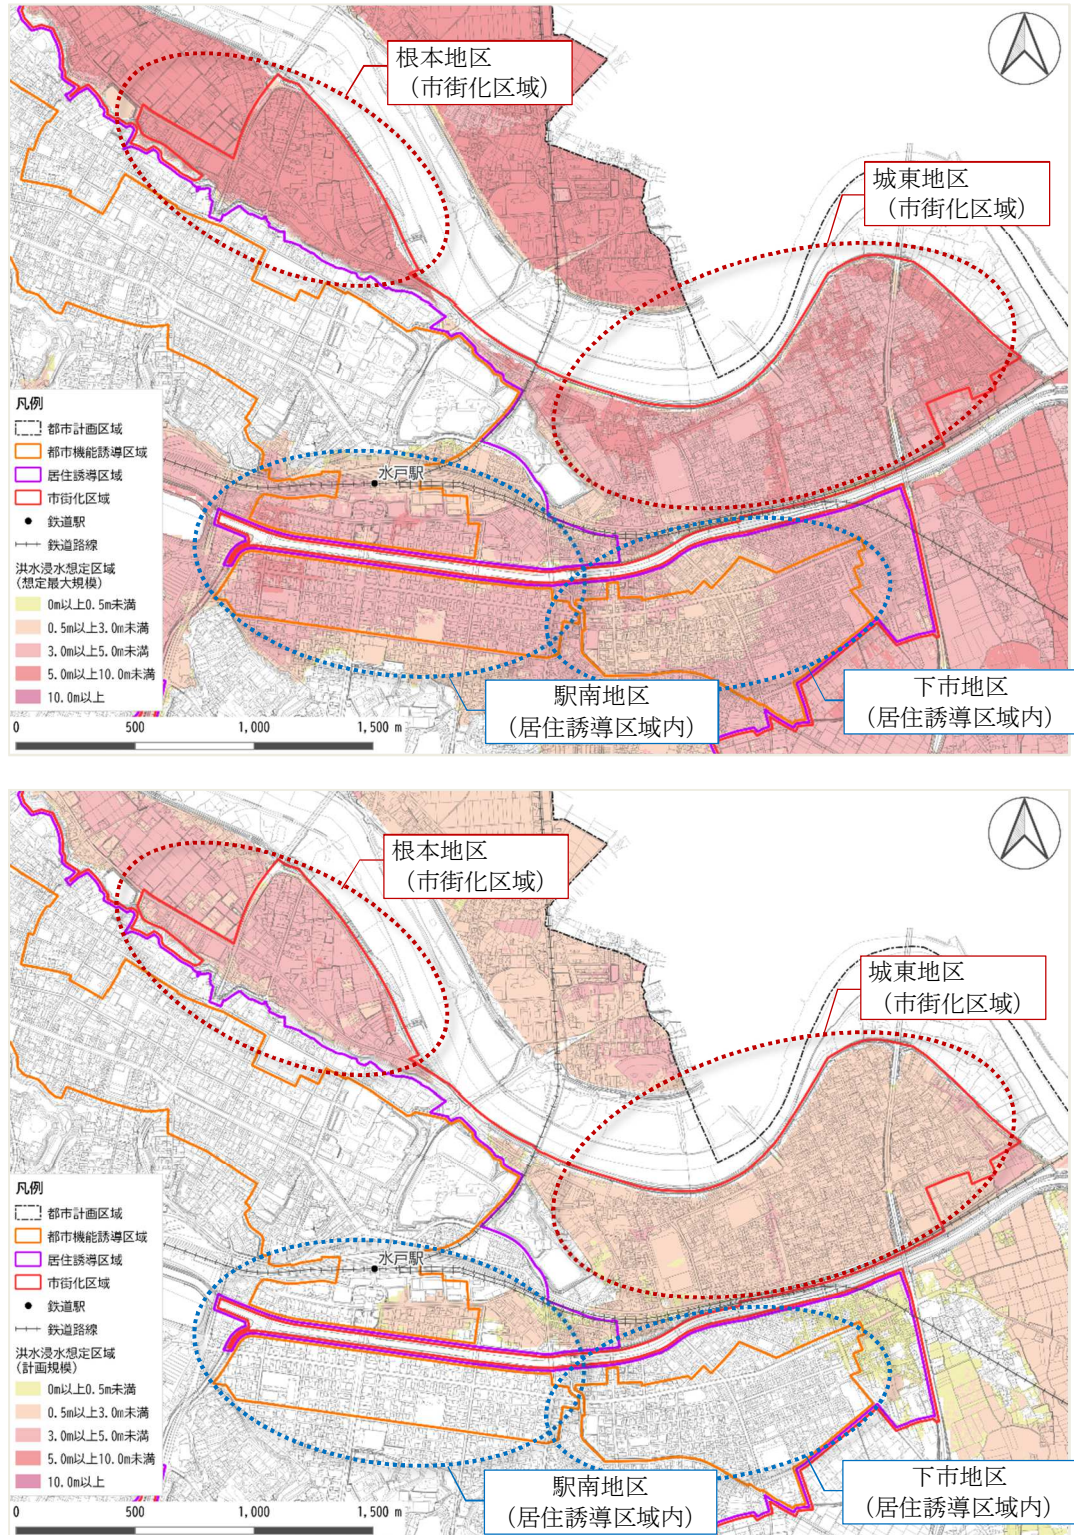 根本地区
（市街化区域）
城東地区
（市街化区域）
凡例
都市計画区域
都市機能誘導区域
居住誘導区域
市街化区域
鉄道駅
鉄道路線
洪水浸水想定区域
（想定最大規模）
0m以上0.5m未満
0.5m以上3.0m未満
3.0m以上5.0m未満
5.0m以上10.0m未満
10.0m以上
0 500 1,000 1,500 m
水戸駅
駅南地区
（居住誘導区域内）
下市地区
（居住誘導区域内）
根本地区
（市街化区域）
城東地区
（市街化区域）
凡例
都市計画区域
都市機能誘導区域
居住誘導区域
市街化区域
鉄道駅
鉄道路線
洪水浸水想定区域
（計画規模）
0m以上0.5m未満
0.5m以上3.0m未満
3.0m以上5.0m未満
5.0m以上10.0m未満
10.0m以上
0 500 1,000 1,500 m
水戸駅
駅南地区
（居住誘導区域内）
下市地区
（居住誘導区域内）